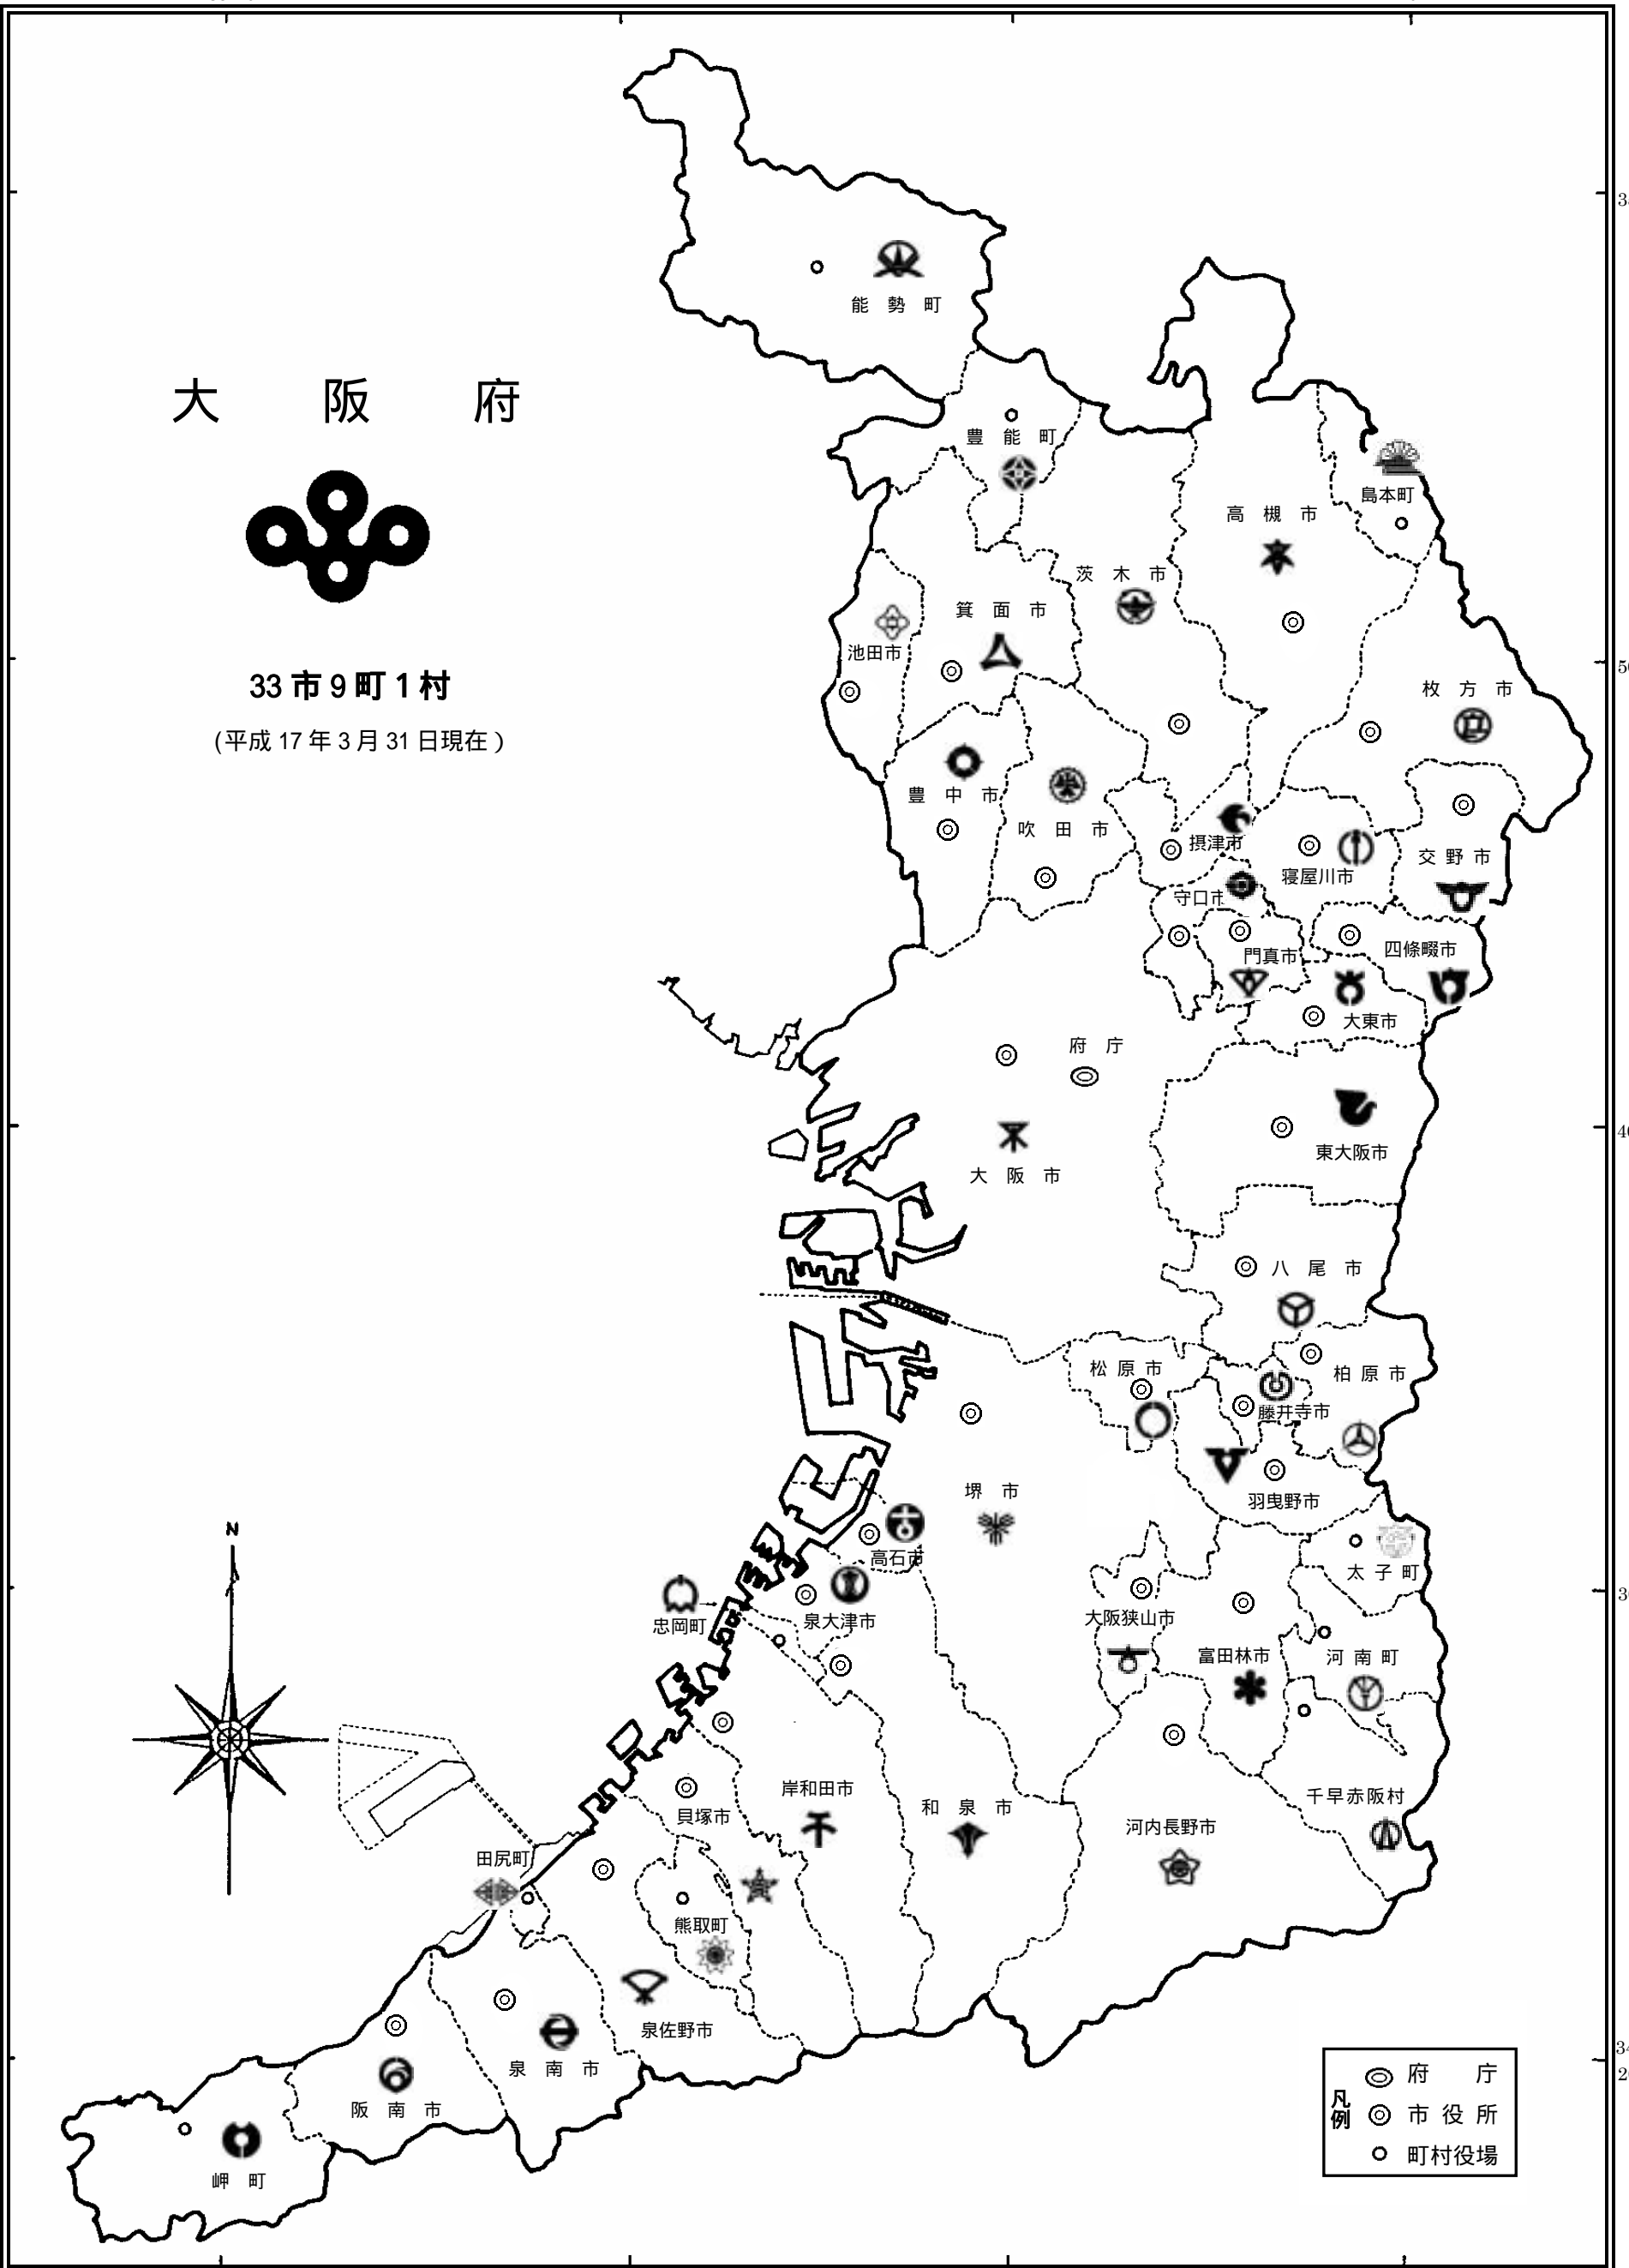 大阪府
33市9町1村
(平成17年3月31日現在)
能勢町
豊能町
島本町
高槻市
茨木市
箕面市
池田市
枚方市
豊中市
吹田市
摂津市
寝屋川市
交野市
守口市
門真市
四條畷市
大東市
府庁
大阪市
東大阪市
八尾市
松原市
柏原市
藤井寺市
堺市
羽曳野市
高石市
太子町
N
忠岡町
泉大津市
大阪狭山市
富田林市
河南町
岸和田市
貝塚市
和泉市
千早赤阪村
河内長野市
田尻町
熊取町
泉佐野市
泉南市
阪南市
岬町
凡例
府庁
市役所
町村役場